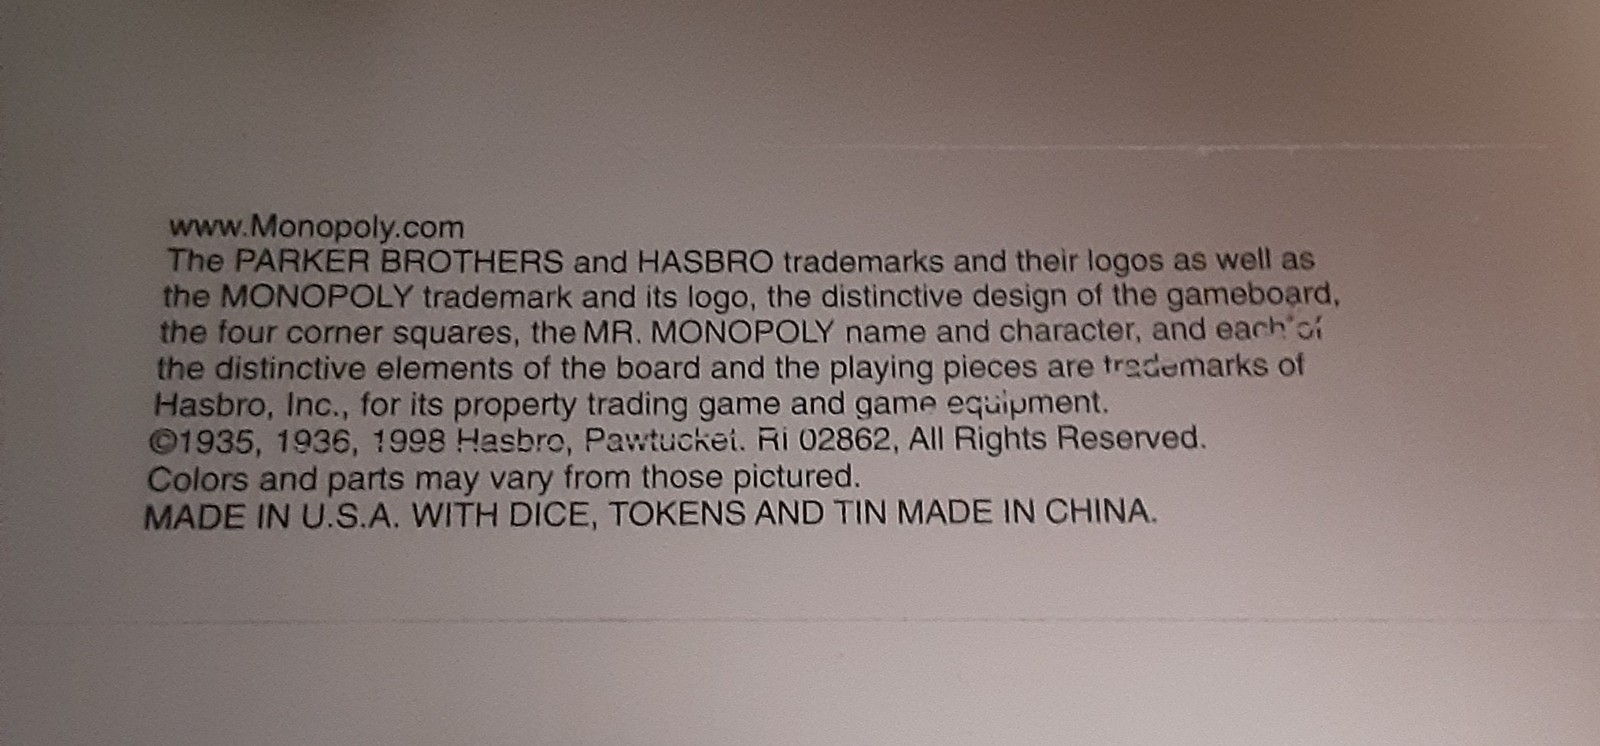 www.Monopoly.com
The PARKER BROTHERS and HASBRO trademarks and their logos as well as
the MONOPOLY trademark and its logo, the distinctive design of the gameboard,
the four corner squares, the MR. MONOPOLY name and character, and each of
the distinctive elements of the board and the playing pieces are trademarks of
Hasbro, Inc., for its property trading game and game equipment.
©1935, 1936, 1998 Hasbro, Pawtucket. RI 02862, All Rights Reserved.
Colors and parts may vary from those pictured.
MADE IN U.S.A. WITH DICE, TOKENS AND TIN MADE IN CHINA.